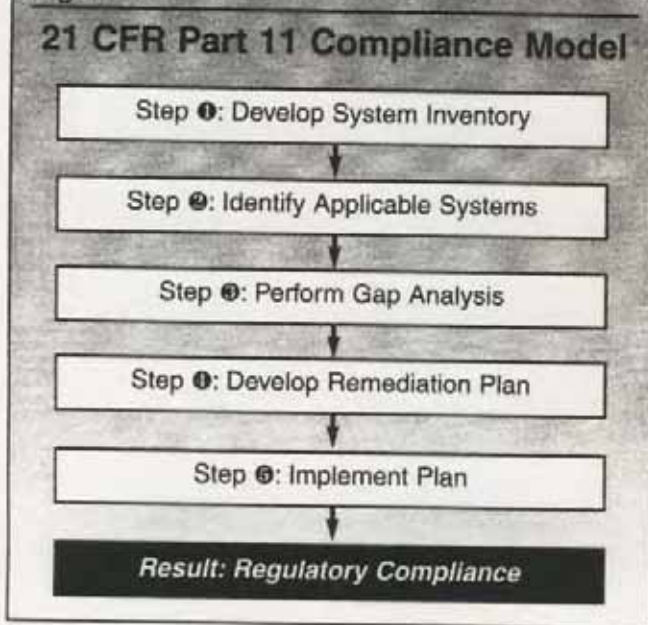 21 CFR Part 11 Compliance Model
Step ❶: Develop System Inventory
Step ❷: Identify Applicable Systems
Step ❸: Perform Gap Analysis
Step ❶: Develop Remediation Plan
Step ❺: Implement Plan
Result: Regulatory Compliance